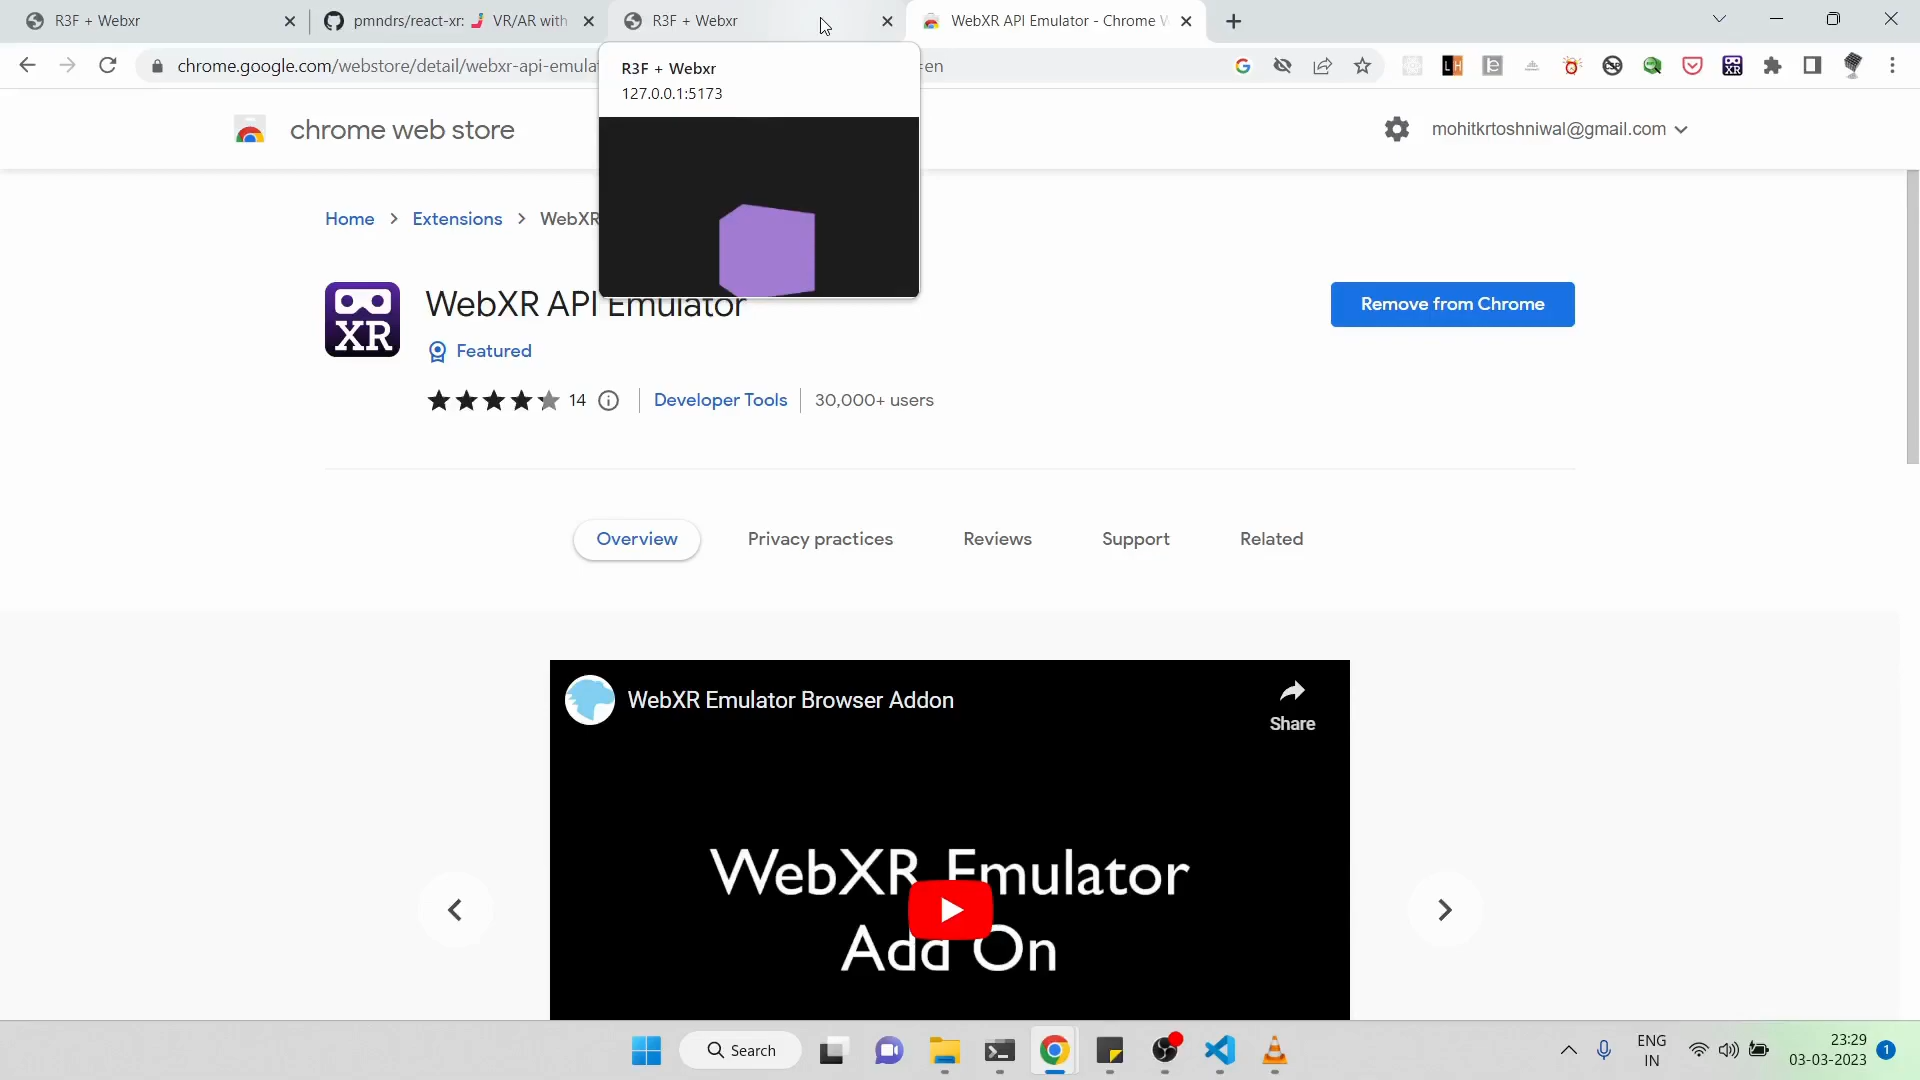 R3F + Webxr
pmndrs/react-xr: VR/AR with
R3F + Webxr
WebXR API Emulator - Chrome W
chrome.google.com/webstore/detail/webxr-api-emula
=en
R3F + Webxr
127.0.0.1:5173
chrome web store
mohitkrtoshniwal@gmail.com
Home
Extensions
WebXR
XR
WebXR API Emulator
Remove from Chrome
Featured
14
Developer Tools
30,000+ users
Overview
Privacy practices
Reviews
Support
Related
WebXR Emulator Browser Addon
Share
WebXR Emulator
Add On
Search
ENG
IN
23:29
03-03-2023
1